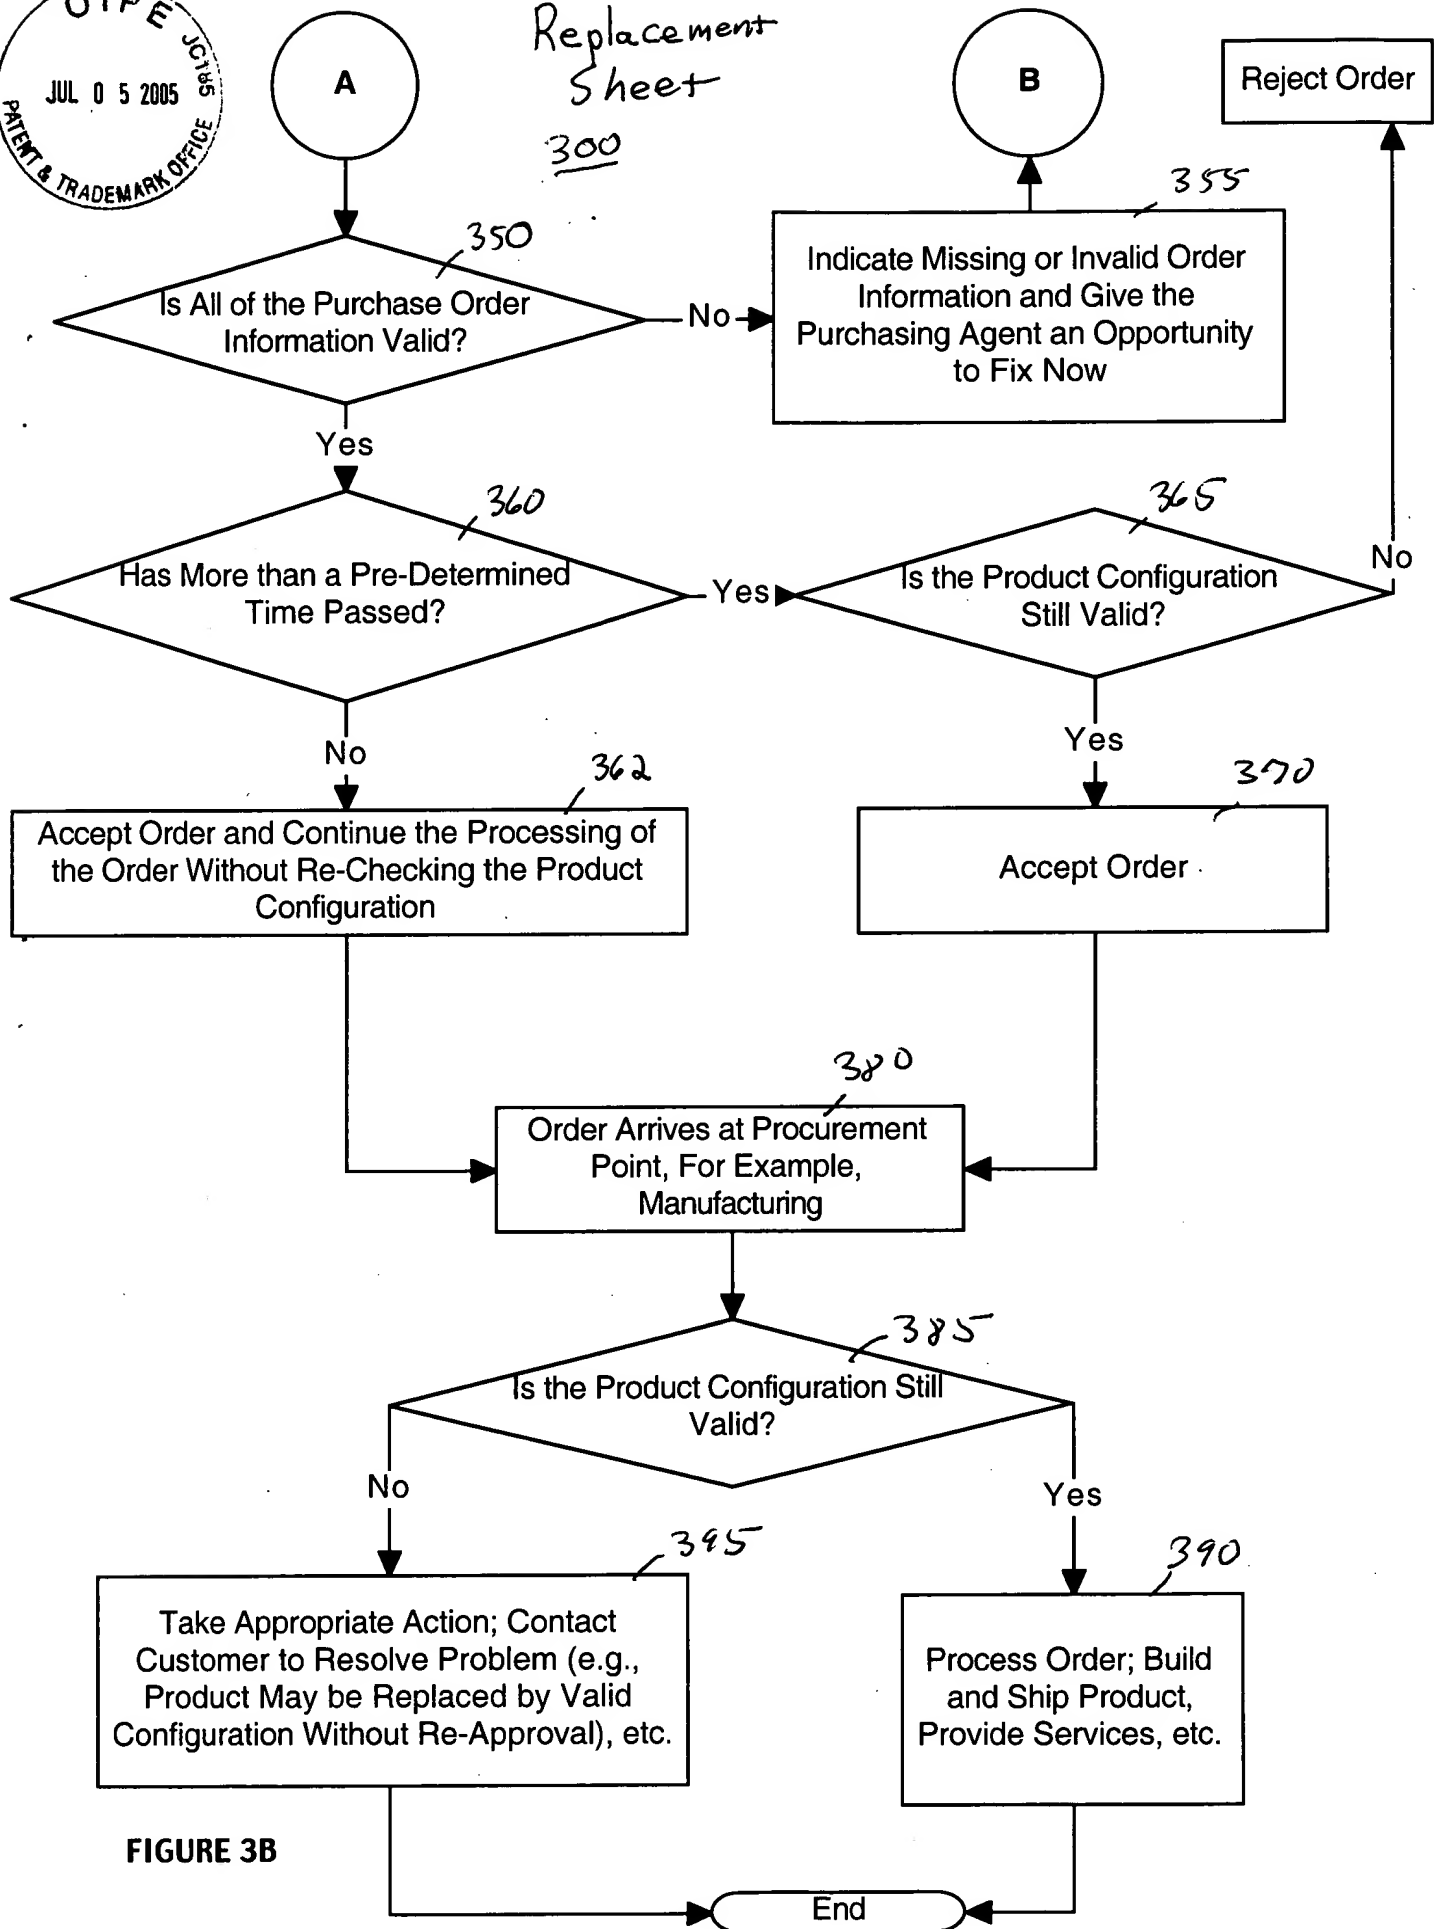 OIPE
JC185
JUL 0 5 2005
PATENT & TRADEMARK OFFICE
Replacement
Sheet
300
A
B
Reject Order
350
Is All of the Purchase Order
Information Valid?
No
355
Indicate Missing or Invalid Order
Information and Give the
Purchasing Agent an Opportunity
to Fix Now
Yes
360
Has More than a Pre-Determined
Time Passed?
Yes
365
Is the Product Configuration
Still Valid?
No
No
Yes
362
Accept Order and Continue the Processing of
the Order Without Re-Checking the Product
Configuration
370
Accept Order
380
Order Arrives at Procurement
Point, For Example,
Manufacturing
385
Is the Product Configuration Still
Valid?
No
Yes
395
Take Appropriate Action; Contact
Customer to Resolve Problem (e.g.,
Product May be Replaced by Valid
Configuration Without Re-Approval), etc.
390
Process Order; Build
and Ship Product,
Provide Services, etc.
FIGURE 3B
End